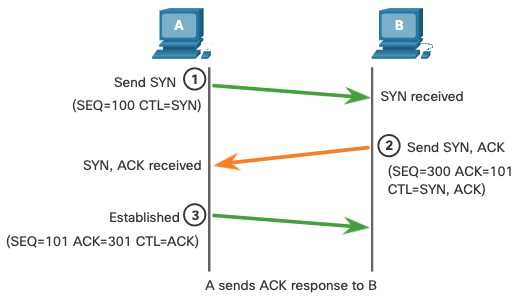 A
B
Send SYN 1
(SEQ=100 CTL=SYN)
SYN received
2 Send SYN, ACK
(SEQ=300 ACK=101
CTL=SYN, ACK)
SYN, ACK received
Established 3
(SEQ=101 ACK=301 CTL=ACK)
A sends ACK response to B